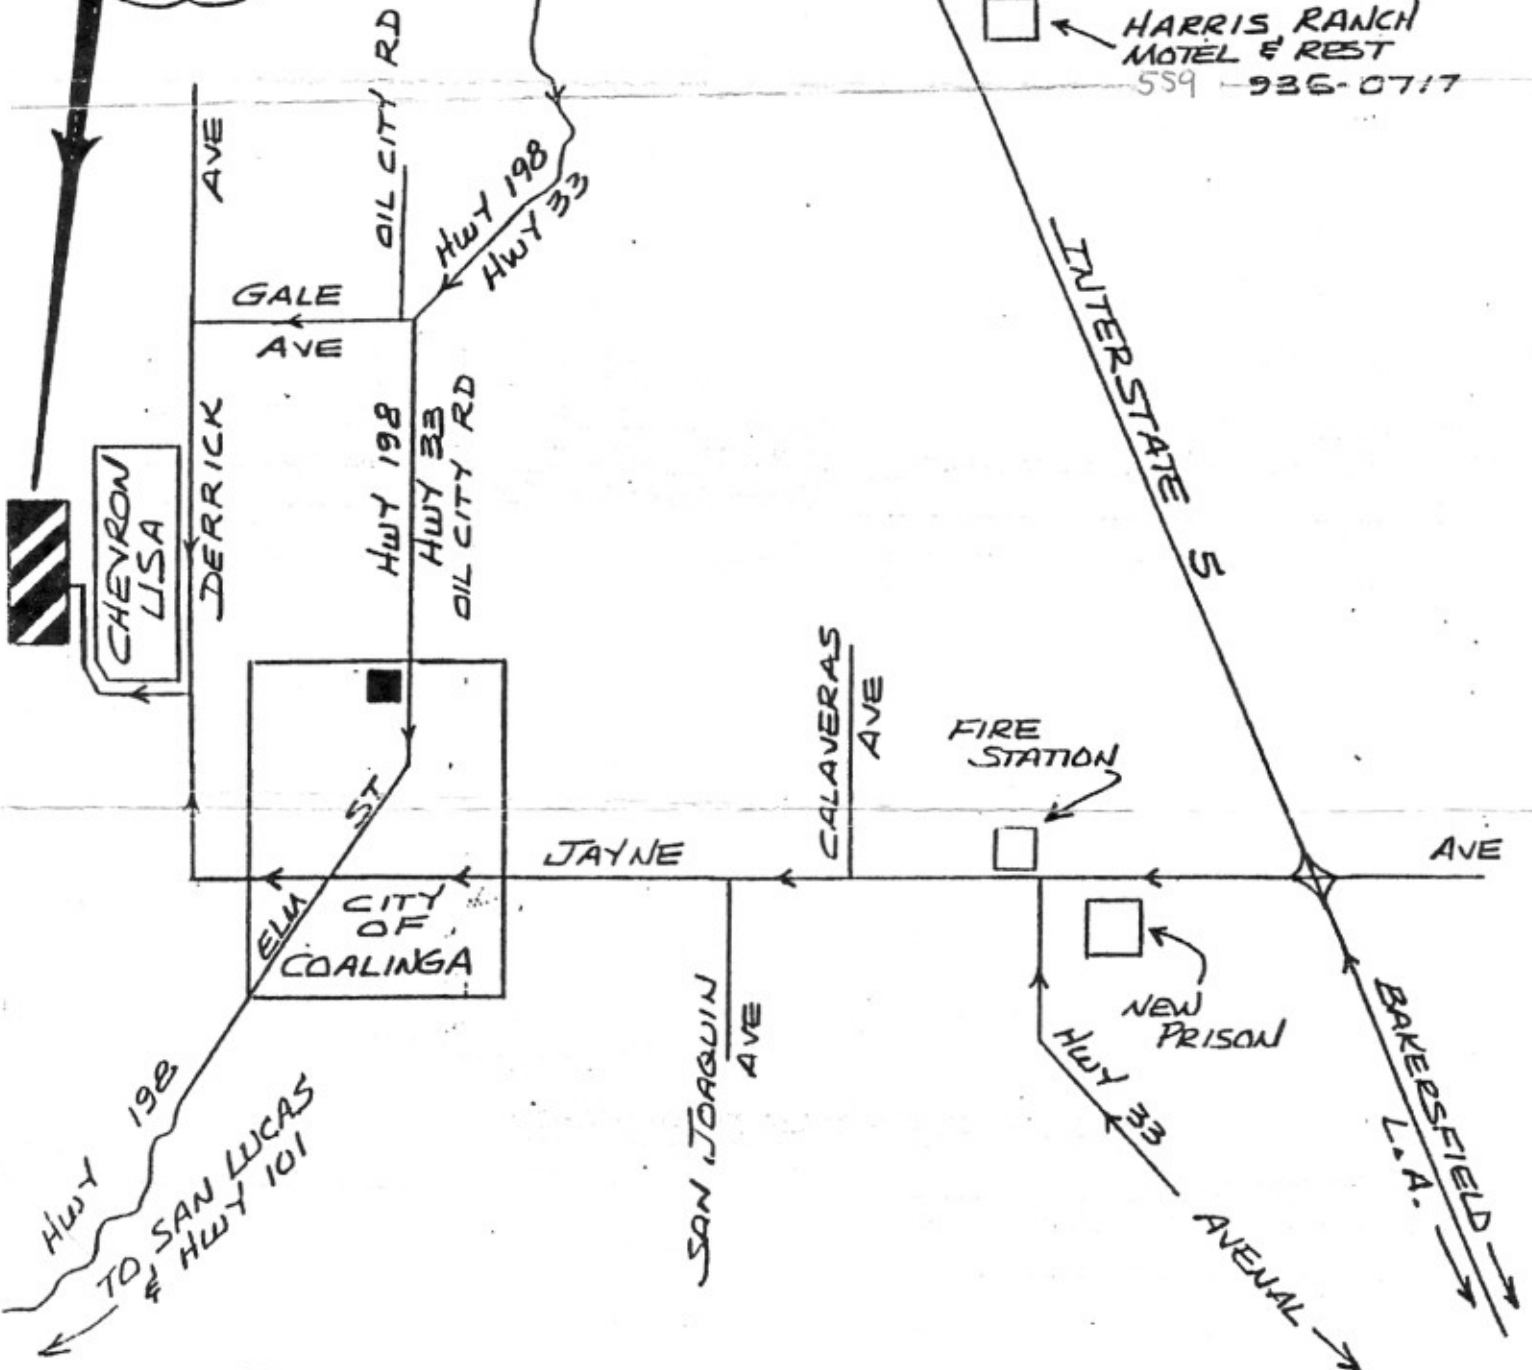 HARRIS RANCH
MOTEL & REST
559 - 935-0717
OIL CITY RD
AVE
HWY 198
HWY 33
GALE
AVE
INTERSTATE 5
DERRICK
CHEVRON
USA
HWY 198
HWY 33
OIL CITY RD
CALAVERAS
AVE
FIRE
STATION
ST
JAYNE
AVE
ELM
CITY
OF
COALINGA
SAN JOAQUIN
AVE
NEW
PRISON
HWY 33
BAKERSFIELD
L.A.
HWY 198
TO SAN LUCAS
& HWY 101
AVENAL